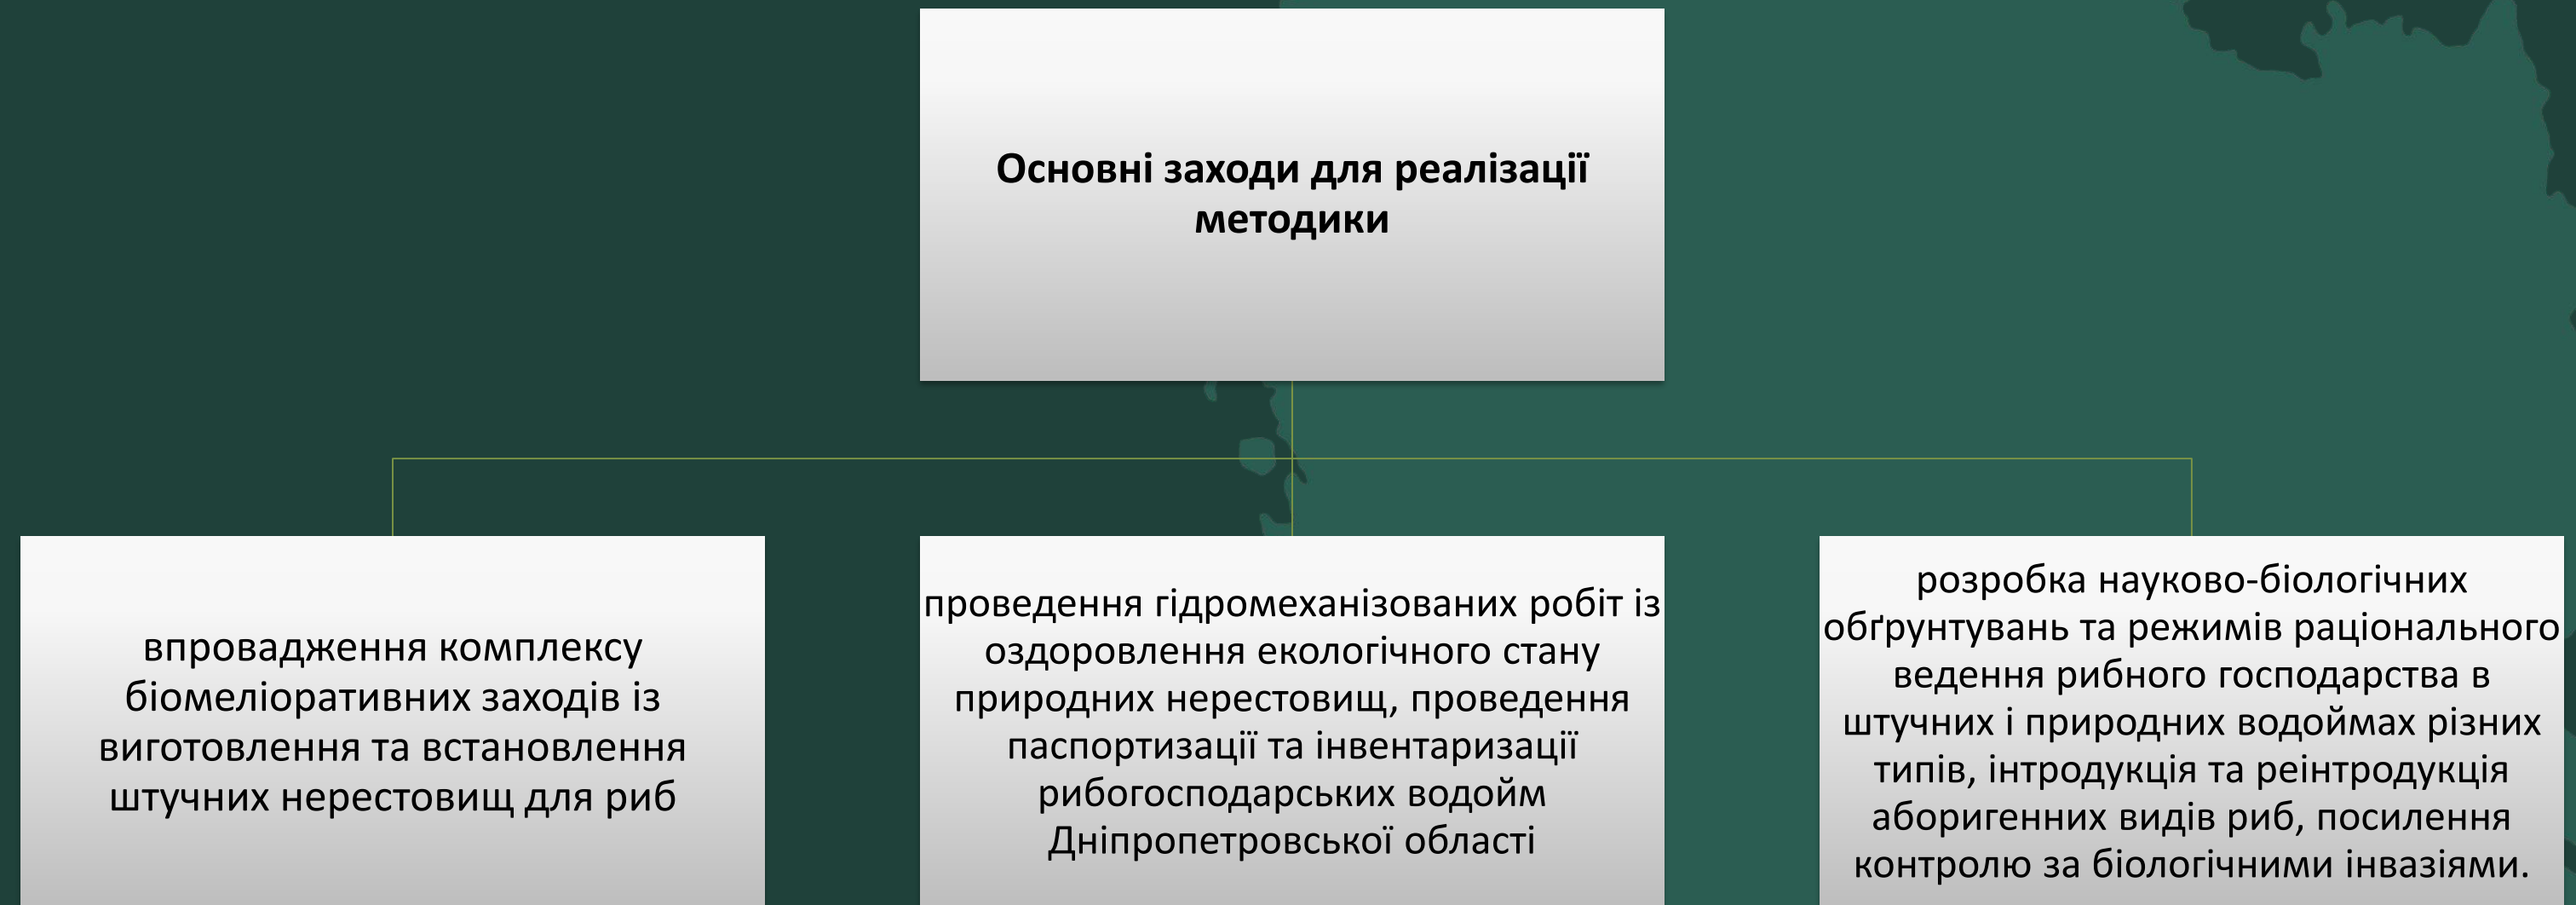 Основні заходи для реалізації
методики
впровадження комплексу
біомеліоративних заходів із
виготовлення та встановлення
штучних нерестовищ для риб
проведення гідромеханізованих робіт із
оздоровлення екологічного стану
природних нерестовищ, проведення
паспортизації та інвентаризації
рибогосподарських водойм
Дніпропетровської області
розробка науково-біологічних
обґрунтувань та режимів раціонального
ведення рибного господарства в
штучних і природних водоймах різних
типів, інтродукція та реінтродукція
аборигенних видів риб, посилення
контролю за біологічними інвазіями.